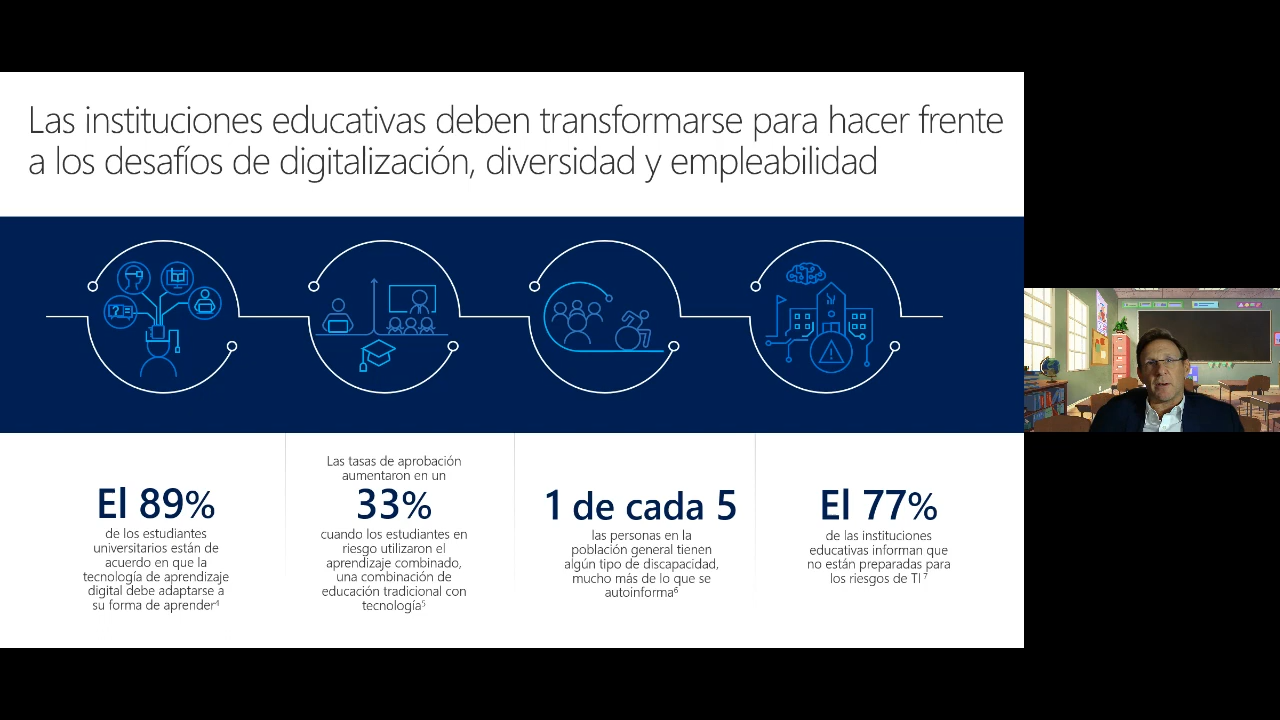 Las instituciones educativas deben transformarse para hacer frente
a los desafíos de digitalización, diversidad y empleabilidad
El 89%
de los estudiantes
universitarios están de
acuerdo en que la
tecnología de aprendizaje
digital debe adaptarse a
su forma de aprender⁴
Las tasas de aprobación
aumentaron en un
33%
cuando los estudiantes en
riesgo utilizaron el
aprendizaje combinado,
una combinación de
educación tradicional con
tecnología⁵
1 de cada 5
las personas en la
población general tienen
algún tipo de discapacidad,
mucho más de lo que se
autoinforma⁶
El 77%
de las instituciones
educativas informan que
no están preparadas para
los riesgos de TI⁷